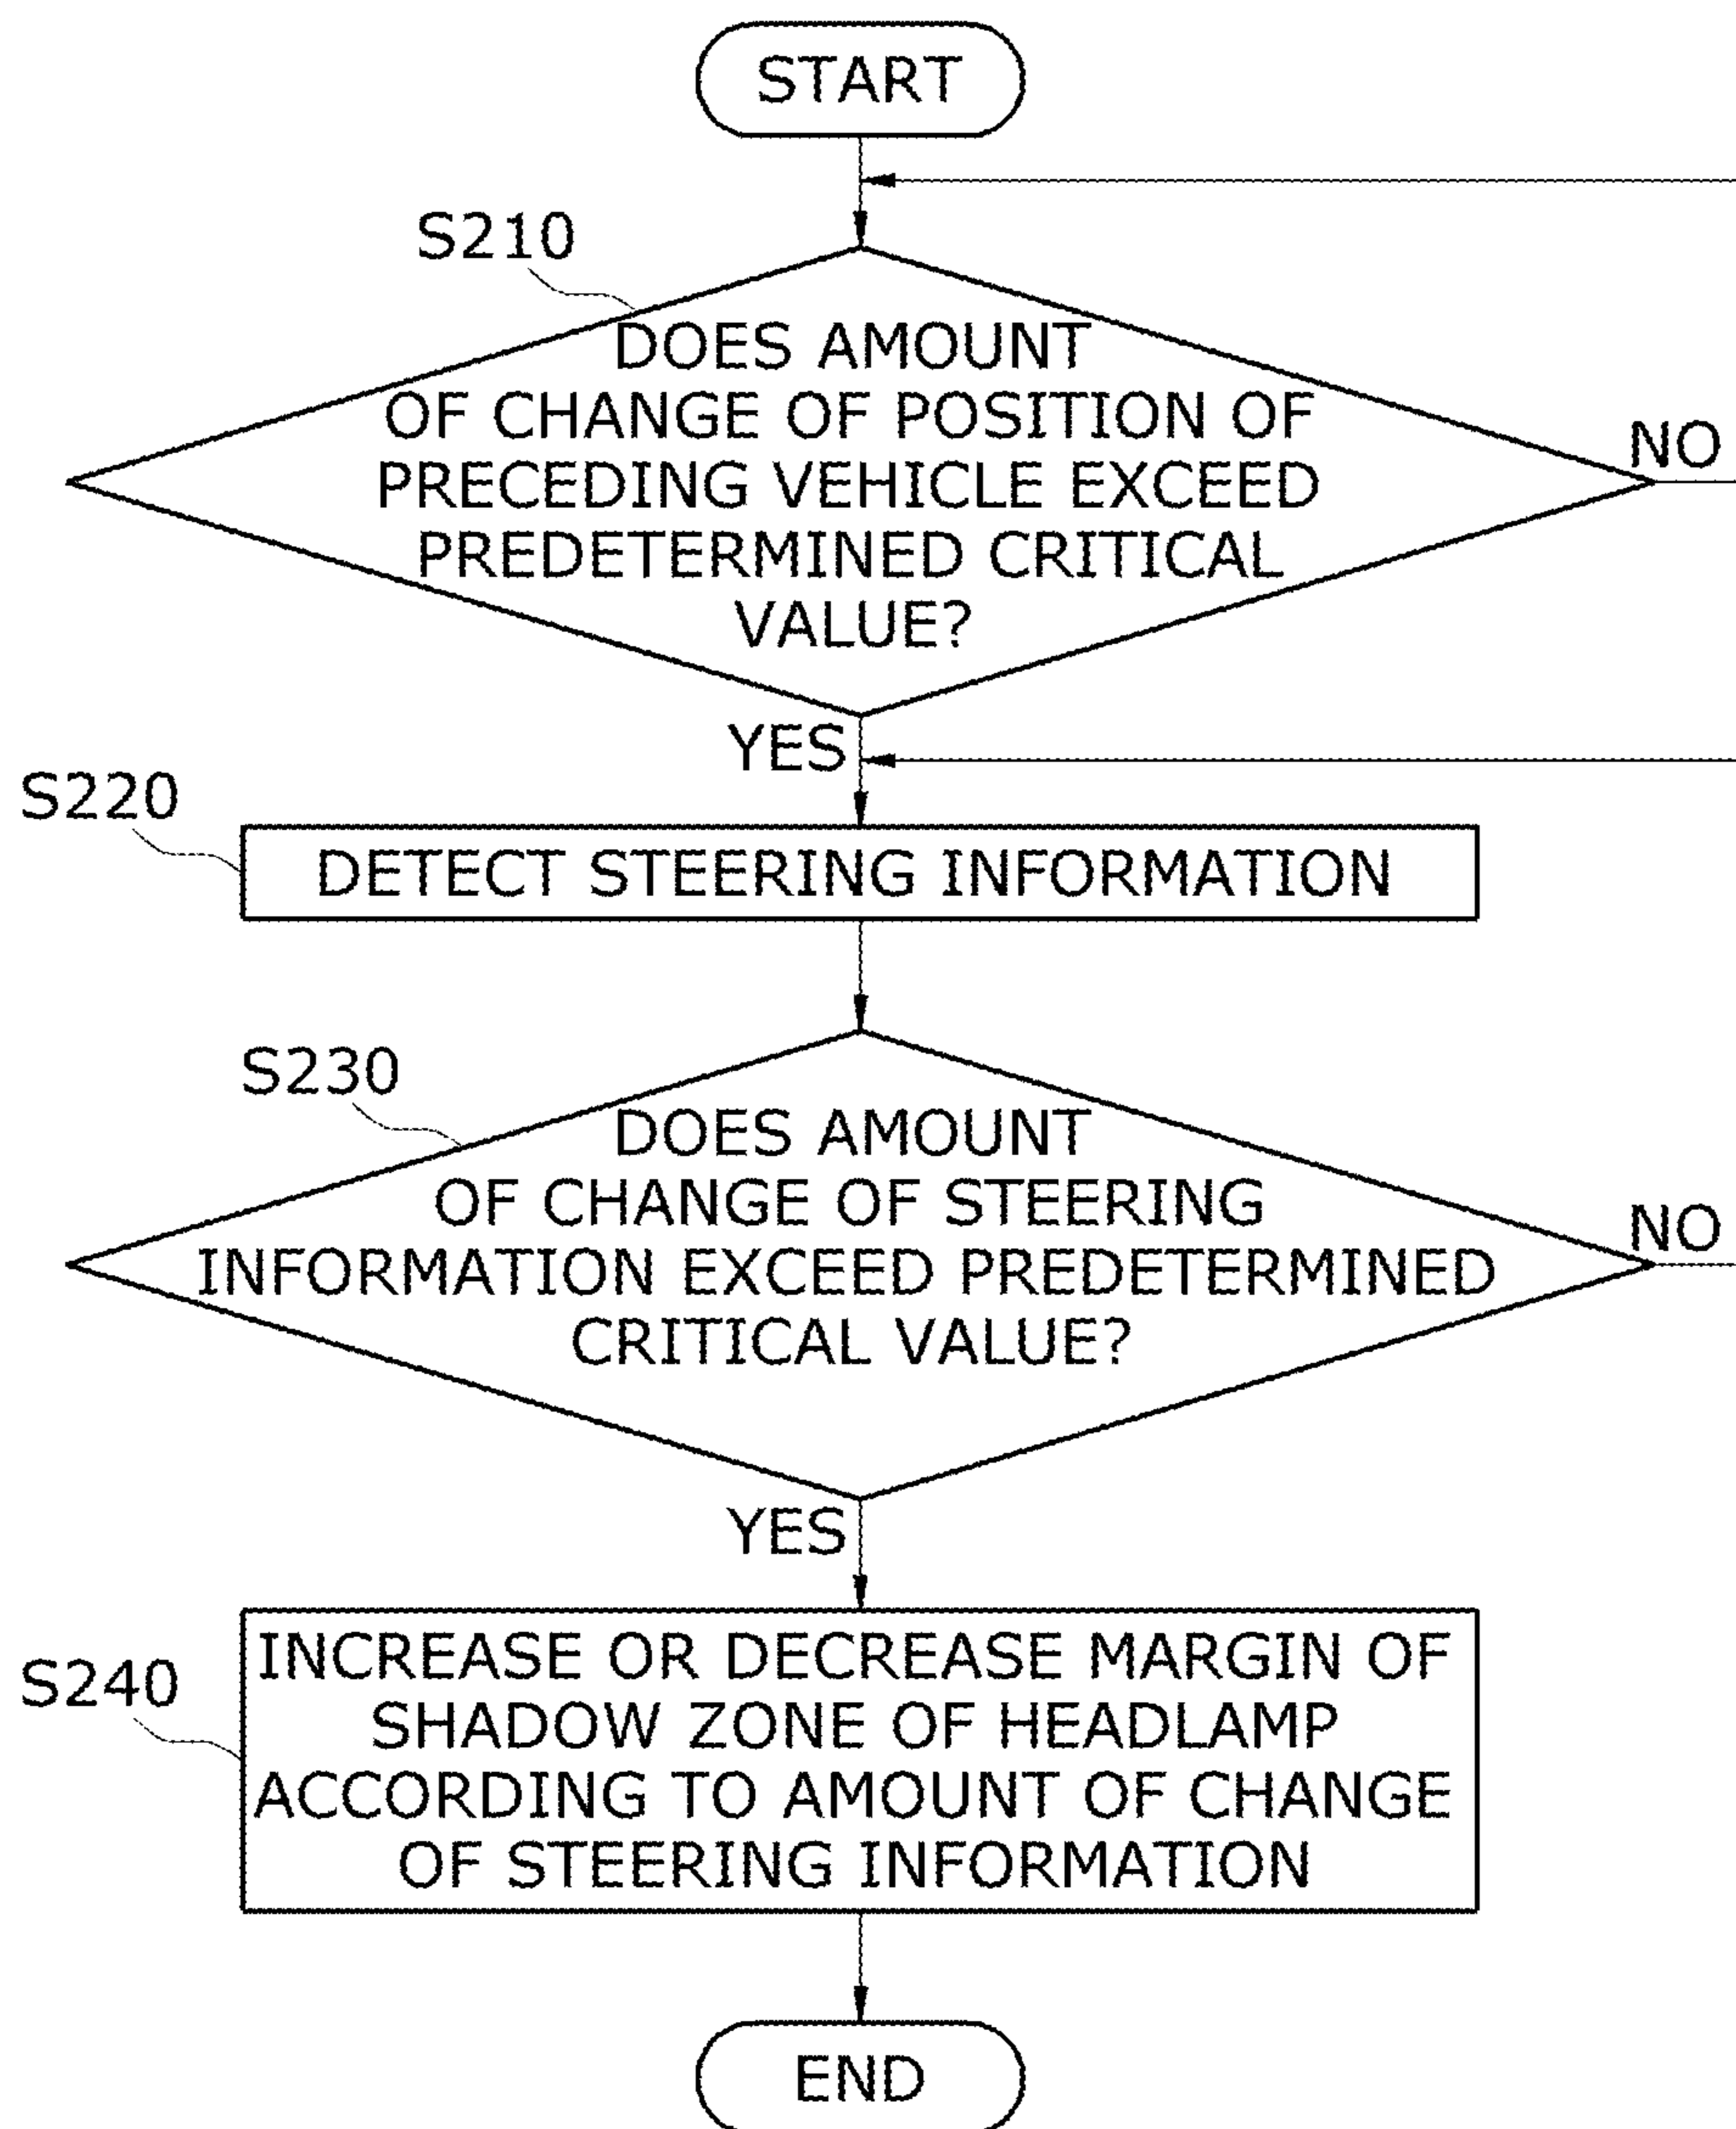 START
S210
DOES AMOUNT
OF CHANGE OF POSITION OF
PRECEDING VEHICLE EXCEED
PREDETERMINED CRITICAL
VALUE?
NO
YES
S220
DETECT STEERING INFORMATION
S230
DOES AMOUNT
OF CHANGE OF STEERING
INFORMATION EXCEED PREDETERMINED
CRITICAL VALUE?
NO
YES
S240
INCREASE OR DECREASE MARGIN OF
SHADOW ZONE OF HEADLAMP
ACCORDING TO AMOUNT OF CHANGE
OF STEERING INFORMATION
END